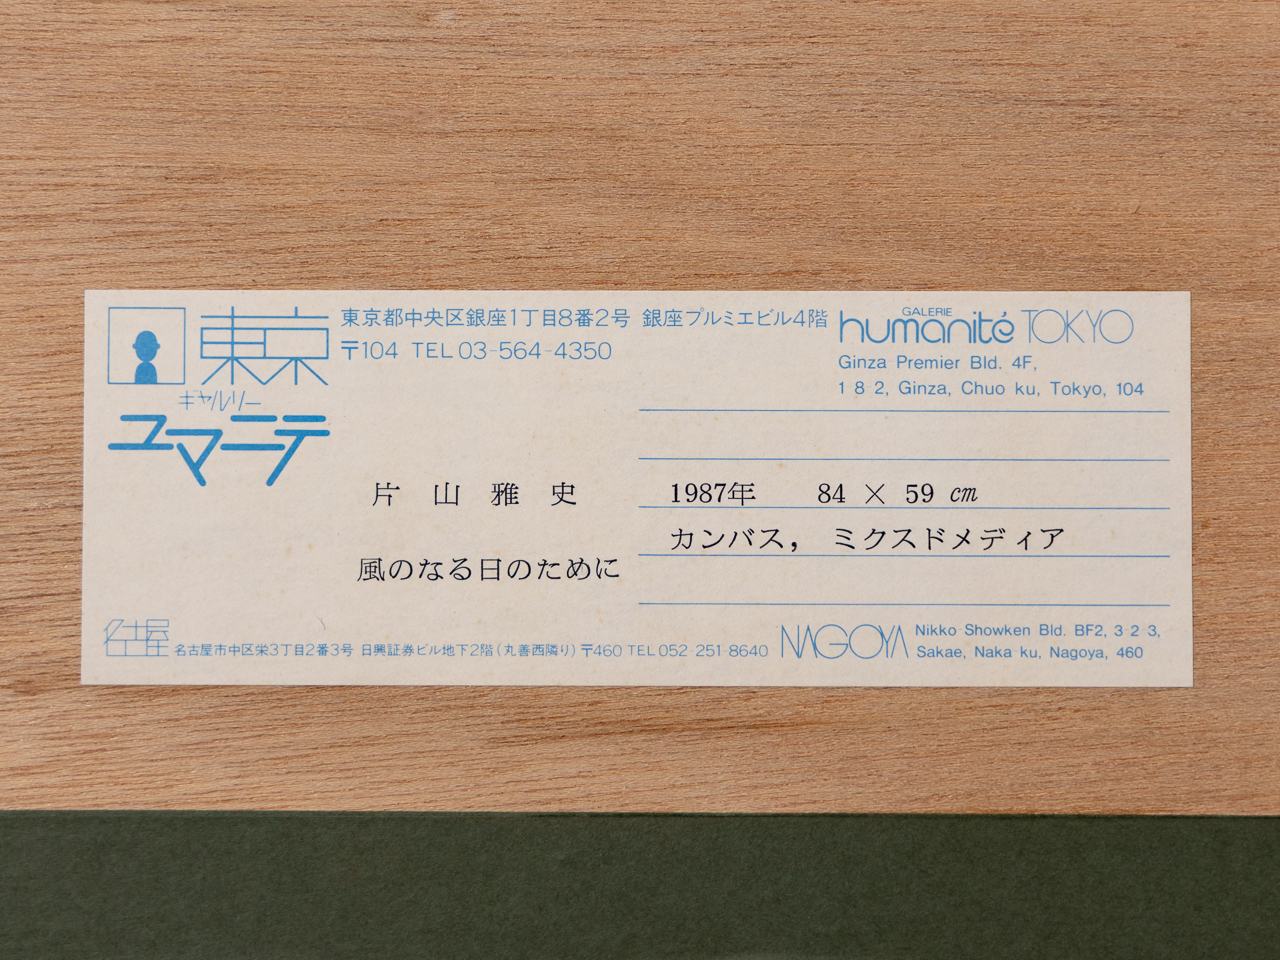 東京
ギャルリー
ユマニテ
東京都中央区銀座1丁目8番2号 銀座プルミエビル4階
〒104 TEL 03-564-4350
GALERIE
humanité TOKYO
Ginza Premier Bld. 4F,
1 8 2, Ginza, Chuo ku, Tokyo, 104
片山雅史
風のなる日のために
1987年 84 × 59 cm
カンバス, ミクスドメディア
名古屋 名古屋市中区栄3丁目2番3号 日興証券ビル地下2階(丸善西隣り)〒460 TEL 052-251-8640
NAGOYA
Nikko Showken Bld. BF2, 3 2 3,
Sakae, Naka ku, Nagoya, 460